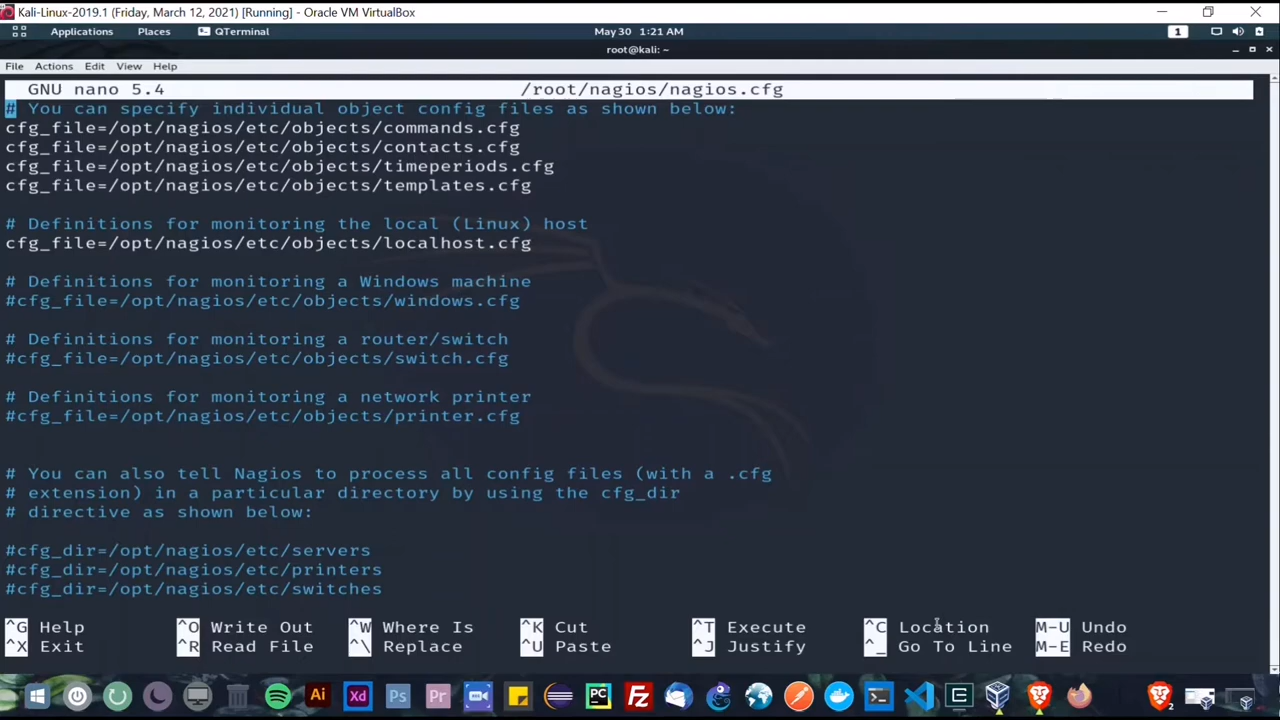 Kali-Linux-2019.1 (Friday, March 12, 2021) [Running] - Oracle VM VirtualBox
Applications Places QTerminal May 30 1:21 AM 1
root@kali: ~
File Actions Edit View Help
GNU nano 5.4 /root/nagios/nagios.cfg
# You can specify individual object config files as shown below:
cfg_file=/opt/nagios/etc/objects/commands.cfg
cfg_file=/opt/nagios/etc/objects/contacts.cfg
cfg_file=/opt/nagios/etc/objects/timeperiods.cfg
cfg_file=/opt/nagios/etc/objects/templates.cfg
# Definitions for monitoring the local (Linux) host
cfg_file=/opt/nagios/etc/objects/localhost.cfg
# Definitions for monitoring a Windows machine
#cfg_file=/opt/nagios/etc/objects/windows.cfg
# Definitions for monitoring a router/switch
#cfg_file=/opt/nagios/etc/objects/switch.cfg
# Definitions for monitoring a network printer
#cfg_file=/opt/nagios/etc/objects/printer.cfg
# You can also tell Nagios to process all config files (with a .cfg
# extension) in a particular directory by using the cfg_dir
# directive as shown below:
#cfg_dir=/opt/nagios/etc/servers
#cfg_dir=/opt/nagios/etc/printers
#cfg_dir=/opt/nagios/etc/switches
^G Help ^O Write Out ^W Where Is ^K Cut ^T Execute ^C Location M-U Undo
^X Exit ^R Read File ^\ Replace ^U Paste ^J Justify ^_ Go To Line M-E Redo
Ai Xd Ps Pr PC Fz 2